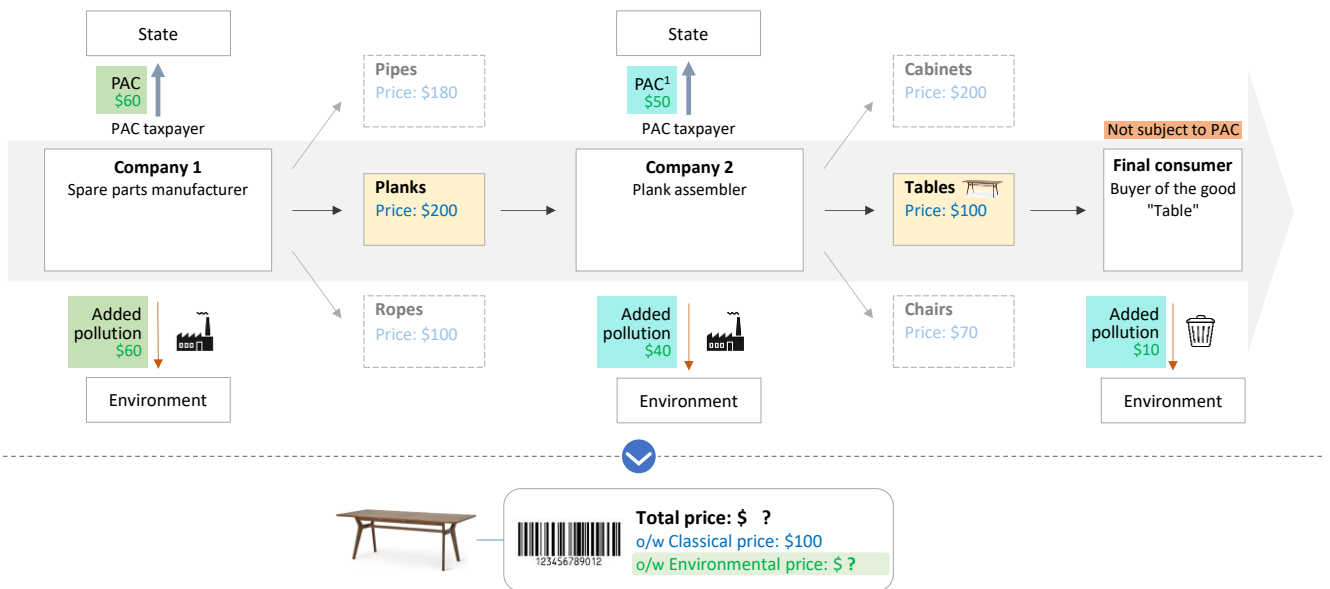 State
PAC
$60
PAC taxpayer
Company 1
Spare parts manufacturer
Added
pollution
$60
Environment
Pipes
Price: $180
Planks
Price: $200
Ropes
Price: $100
State
PAC¹
$50
PAC taxpayer
Company 2
Plank assembler
Added
pollution
$40
Environment
Cabinets
Price: $200
Tables
Price: $100
Chairs
Price: $70
Not subject to PAC
Final consumer
Buyer of the good
"Table"
Added
pollution
$10
Environment
123456789012
Total price: $ ?
o/w Classical price: $100
o/w Environmental price: $ ?